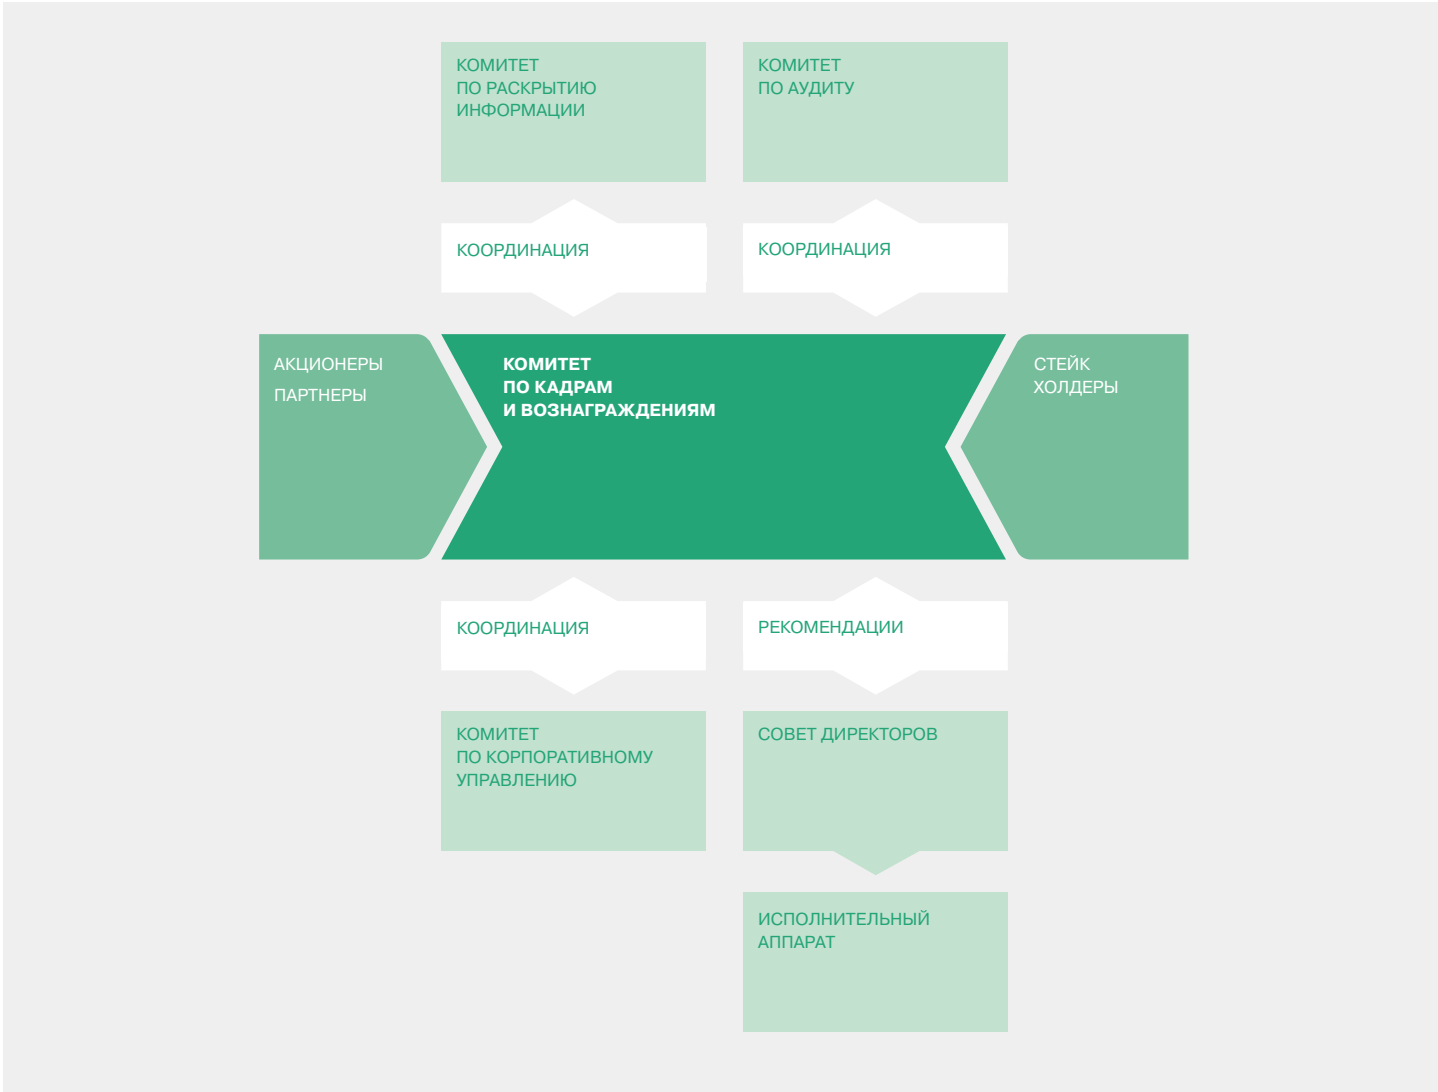 КОМИТЕТ
ПО РАСКРЫТИЮ
ИНФОРМАЦИИ
КОМИТЕТ
ПО АУДИТУ
КООРДИНАЦИЯ
КООРДИНАЦИЯ
АКЦИОНЕРЫ
ПАРТНЕРЫ
КОМИТЕТ
ПО КАДРАМ
И ВОЗНАГРАЖДЕНИЯМ
СТЕЙК
ХОЛДЕРЫ
КООРДИНАЦИЯ
РЕКОМЕНДАЦИИ
КОМИТЕТ
ПО КОРПОРАТИВНОМУ
УПРАВЛЕНИЮ
СОВЕТ ДИРЕКТОРОВ
ИСПОЛНИТЕЛЬНЫЙ
АППАРАТ